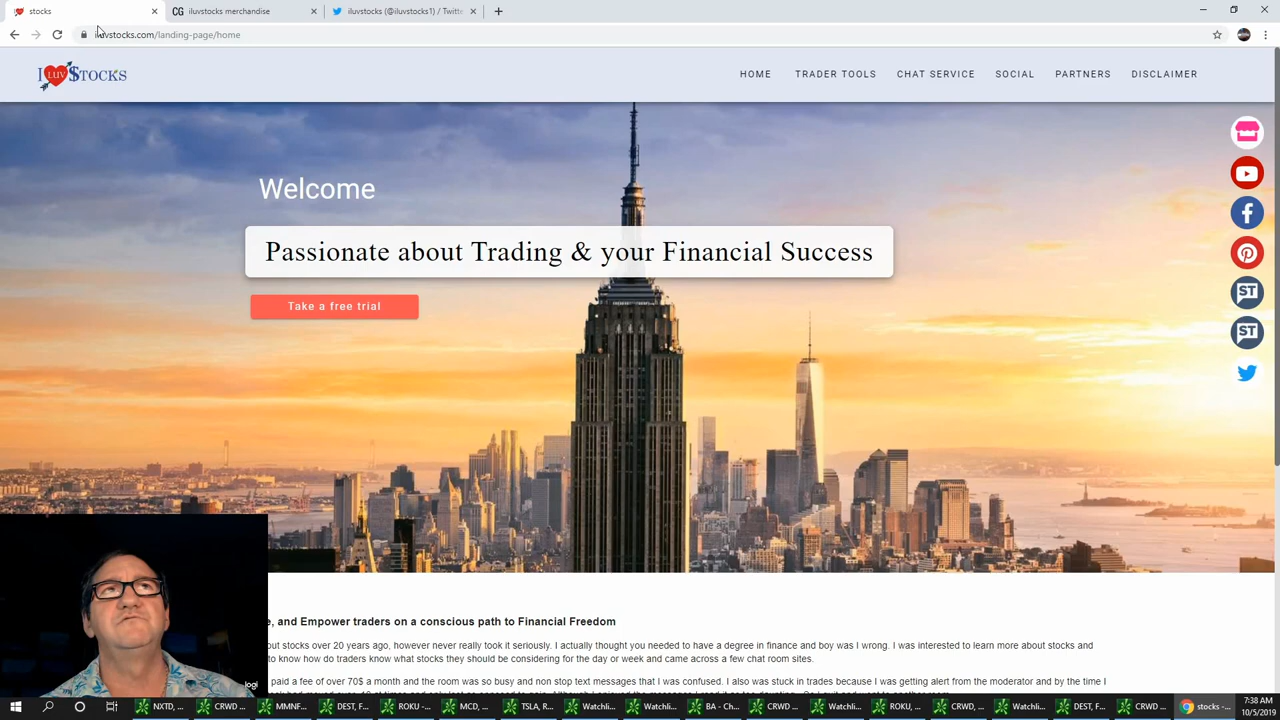 stocks
CG iluvstocks merchandise
iluvstocks (@iluvstocks1) / Twitte
iluvstocks.com/landing-page/home
I LUV $TOCKS
HOME TRADER TOOLS CHAT SERVICE SOCIAL PARTNERS DISCLAIMER
Welcome
Passionate about Trading & your Financial Success
Take a free trial
ST
ST
e, and Empower traders on a conscious path to Financial Freedom
out stocks over 20 years ago, however never really took it seriously. I actually thought you needed to have a degree in finance and boy was I wrong. I was interested to learn more about stocks and
to know how do traders know what stocks they should be considering for the day or week and came across a few chat room sites.
paid a fee of over 70$ a month and the room was so busy and non stop text messages that I was confused. I also was stuck in trades because I was getting alert from the moderator and by the time I
logi
NXTD, ... CRWD ... MMNF... DEST, F... ROKU -... MCD, ... TSLA, R... Watchli... Watchli... BA - Ch... CRWD ... Watchli... ROKU, ... CRWD, ... Watchli... DEST, F... CRWD ... stocks -...
7:38 AM
10/5/2019